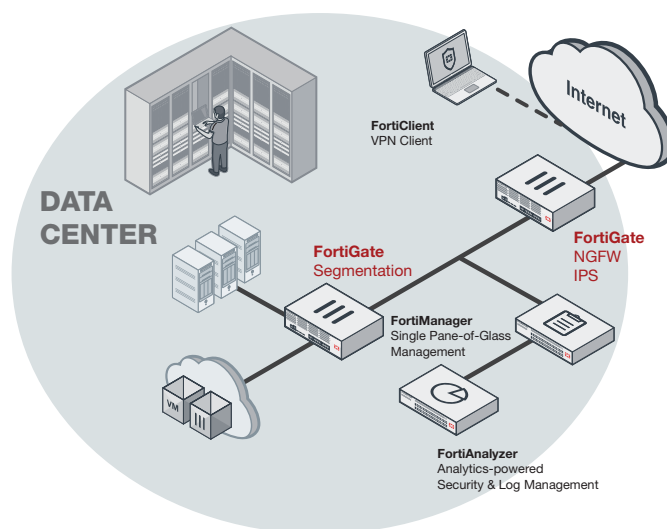 Internet
FortiClient
VPN Client
DATA
CENTER
FortiGate
NGFW
IPS
FortiGate
Segmentation
FortiManager
Single Pane-of-Glass
Management
VM
FortiAnalyzer
Analytics-powered
Security & Log Management